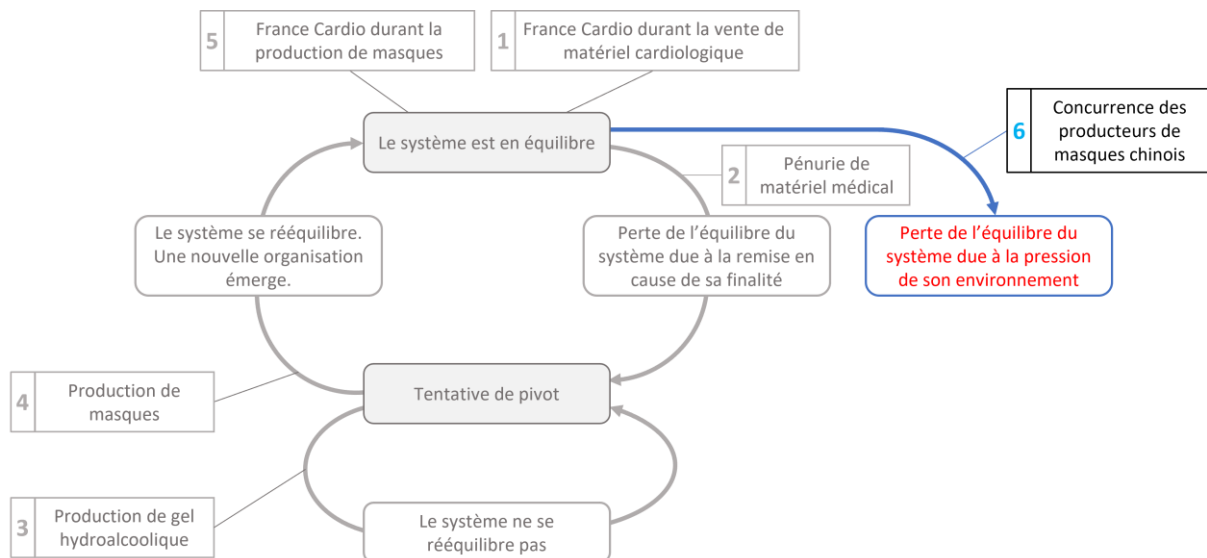 5
France Cardio durant la
production de masques
1
France Cardio durant la vente de
matériel cardiologique
Le système est en équilibre
6
Concurrence des
producteurs de
masques chinois
2
Pénurie de
matériel médical
Le système se rééquilibre.
Une nouvelle organisation
émerge.
Perte de l’équilibre du
système due à la remise en
cause de sa finalité
Perte de l’équilibre du
système due à la pression
de son environnement
4
Production de
masques
Tentative de pivot
3
Production de gel
hydroalcoolique
Le système ne se
rééquilibre pas